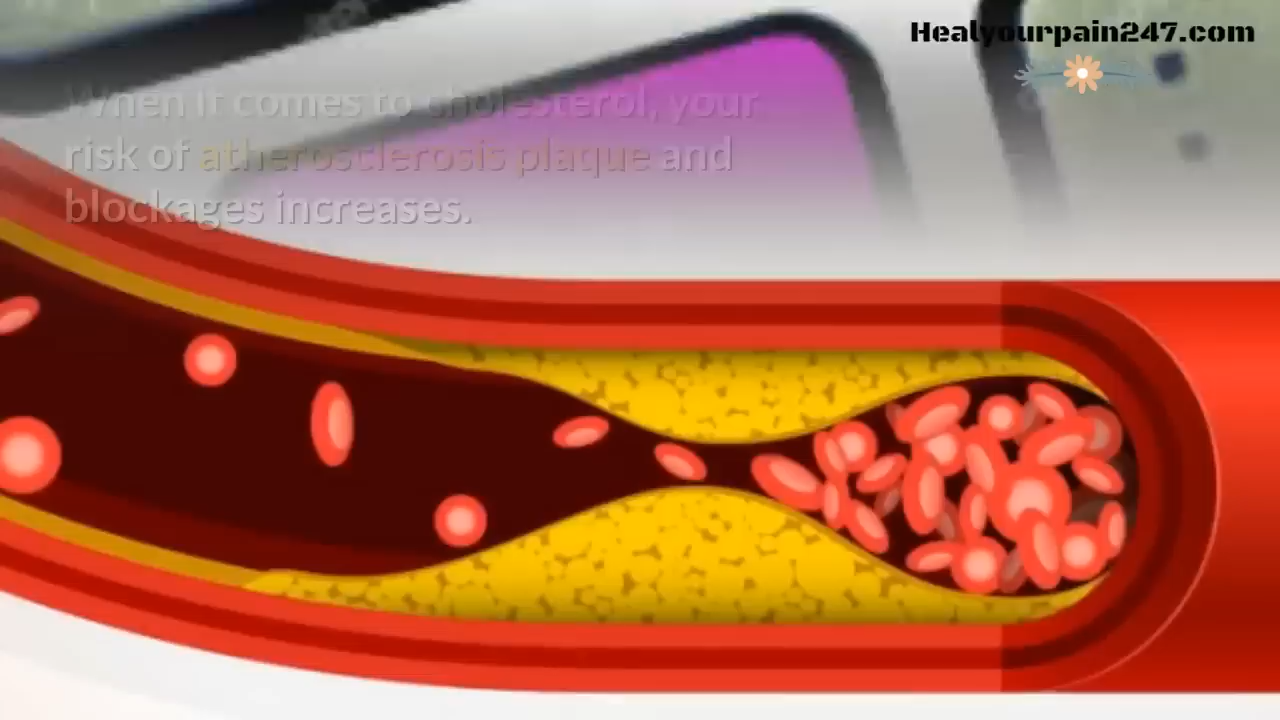 Healyourpain247.com
When it comes to cholesterol, your
risk of atherosclerosis plaque and
blockages increases.